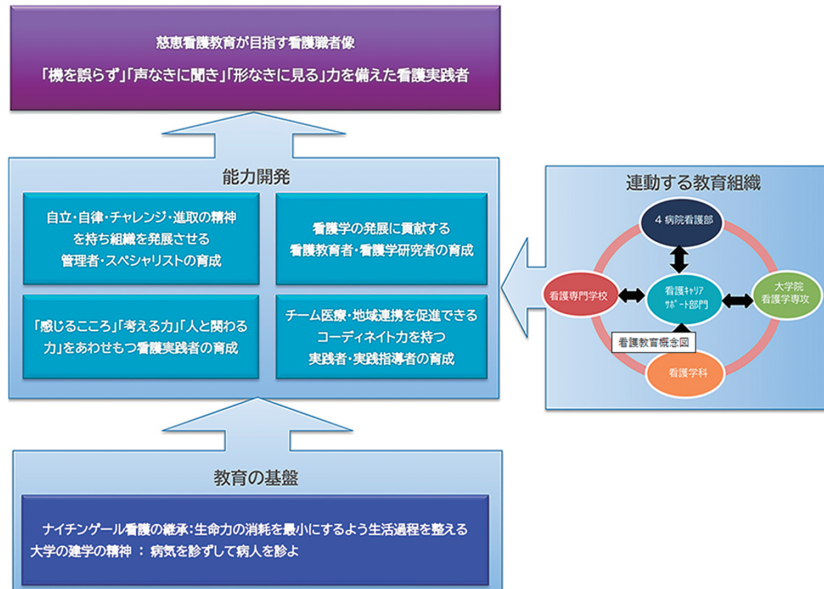 慈恵看護教育が目指す看護職者像
「機を誤らず」「声なきに聞き」「形なきに見る」力を備えた看護実践者
能力開発
自立・自律・チャレンジ・進取の精神
を持ち組織を発展させる
管理者・スペシャリストの育成
看護学の発展に貢献する
看護教育者・看護学研究者の育成
「感じるこころ」「考える力」「人と関わる
力」をあわせもつ看護実践者の育成
チーム医療・地域連携を促進できる
コーディネイト力を持つ
実践者・実践指導者の育成
連動する教育組織
4 病院看護部
看護専門学校
看護ｷｬﾘｱ
ｻﾎﾟｰﾄ部門
大学院
看護学専攻
看護教育概念図
看護学科
教育の基盤
ナイチンゲール看護の継承：生命力の消耗を最小にするよう生活過程を整える
大学の建学の精神 ： 病気を診ずして病人を診よ